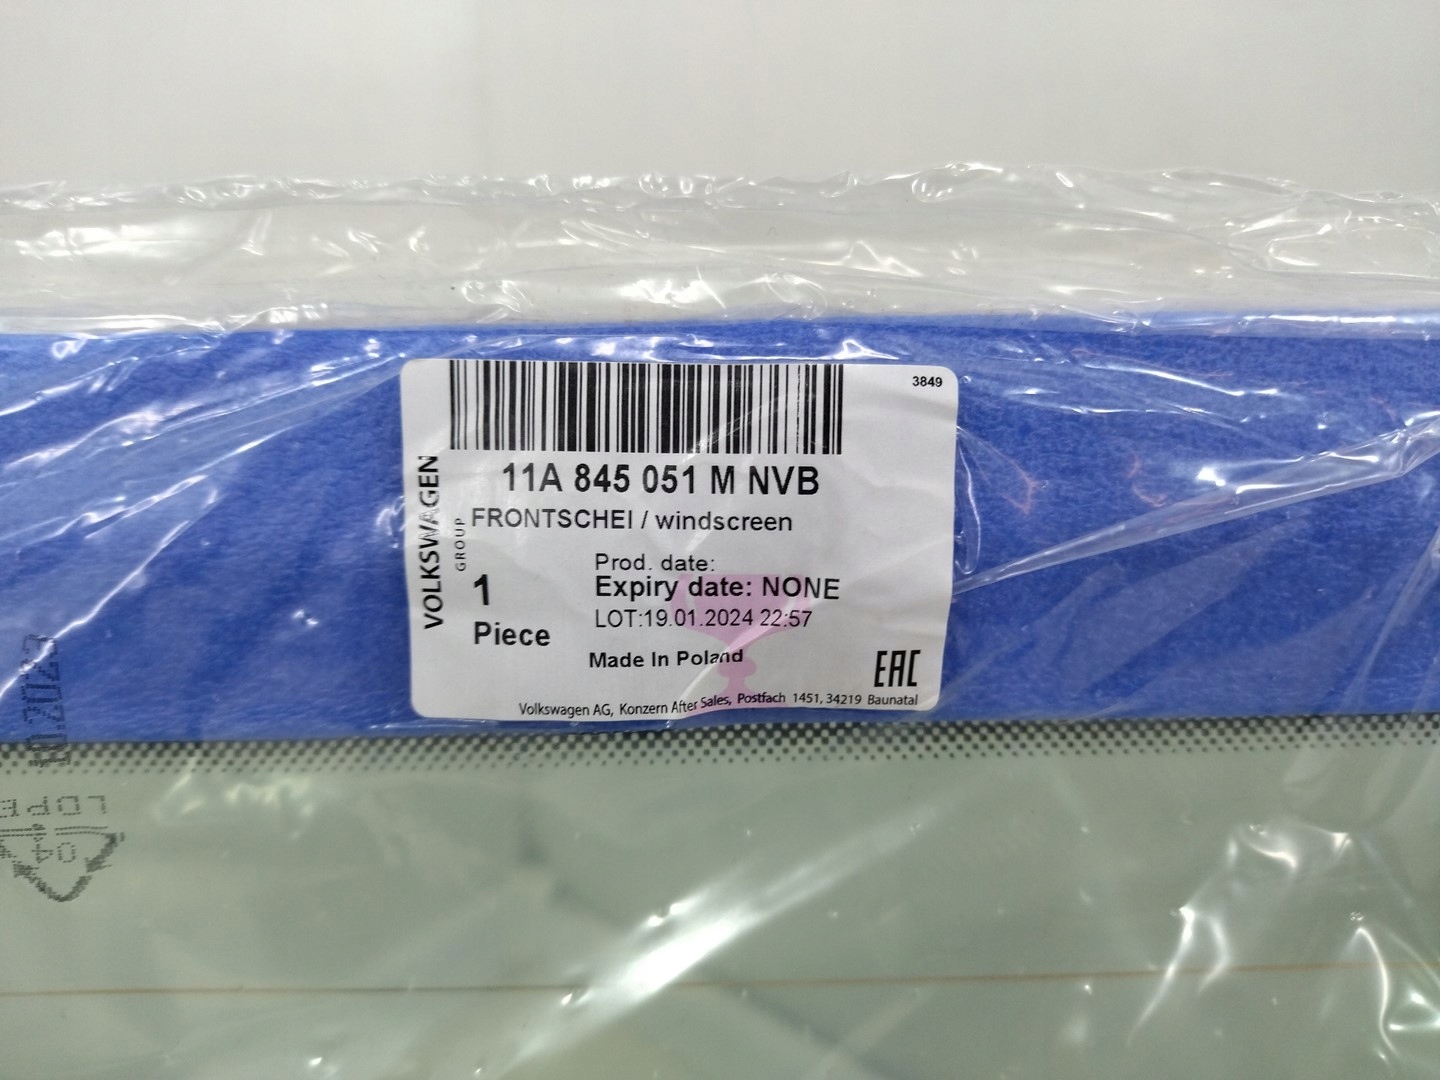 3849
11A 845 051 M NVB
FRONTSCHEI / windscreen
VOLKSWAGEN
GROUP
1
Piece
Prod. date:
Expiry date: NONE
LOT:19.01.2024 22:57
Made In Poland
EAC
Volkswagen AG, Konzern After Sales, Postfach 1451, 34219 Baunatal
04